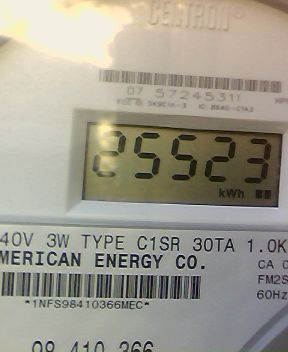 CENTRON®
07 57245311
25523
kWh
40V 3W TYPE C1SR 30TA 1.0K
MERICAN ENERGY CO.
CA 0
FM2S
60Hz
*1NFS98410366MEC*
98 410 366